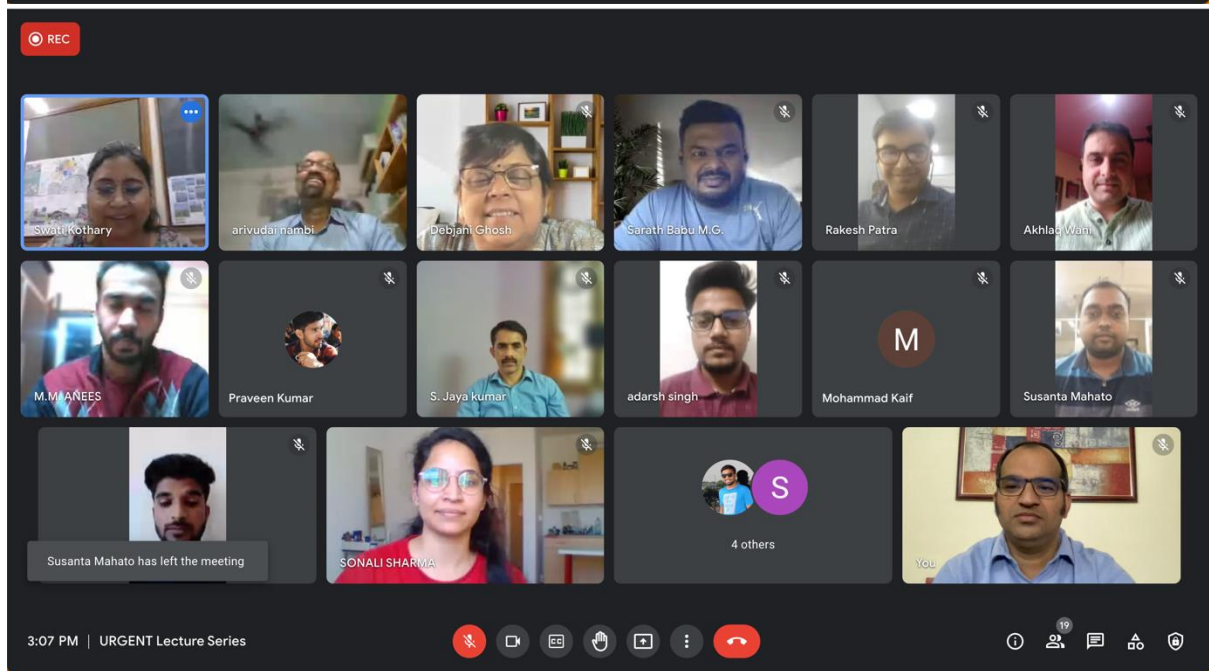 REC
Swati Kothary
arivudai nambi
Debjani Ghosh
Sarath Babu M.G.
Rakesh Patra
Akhlaq Wani
M.M. ANEES
Praveen Kumar
S. Jaya kumar
adarsh singh
M
Mohammad Kaif
Susanta Mahato
Susanta Mahato has left the meeting
SONALI SHARMA
S
4 others
You
3:07 PM | URGENT Lecture Series
CC
19